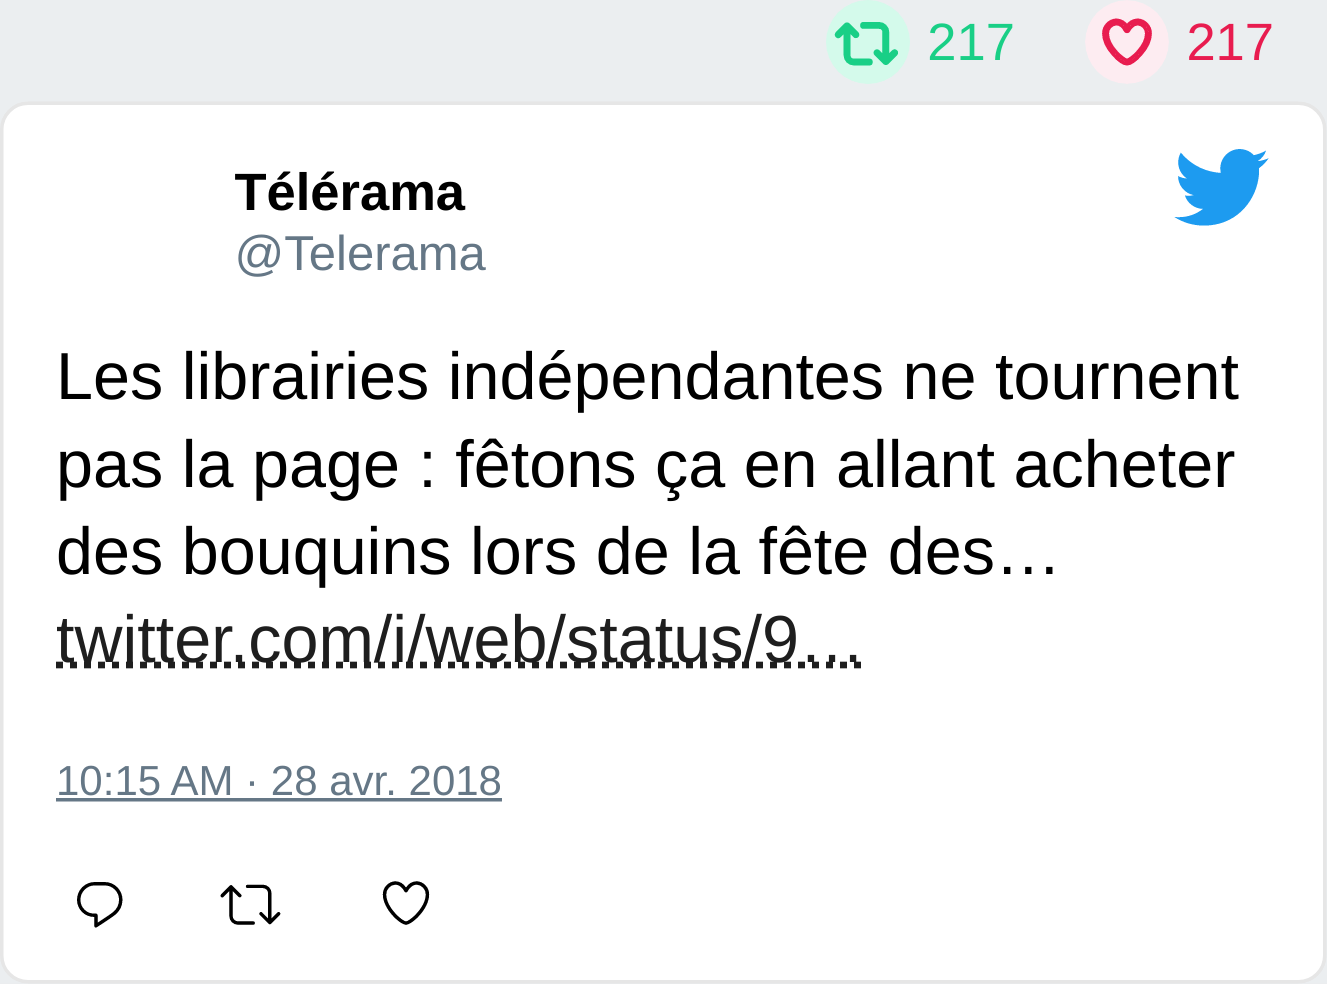 217 217
Télérama
@Telerama
Les librairies indépendantes ne tournent
pas la page : fêtons ça en allant acheter
des bouquins lors de la fête des…
twitter.com/i/web/status/9…
10:15 AM · 28 avr. 2018